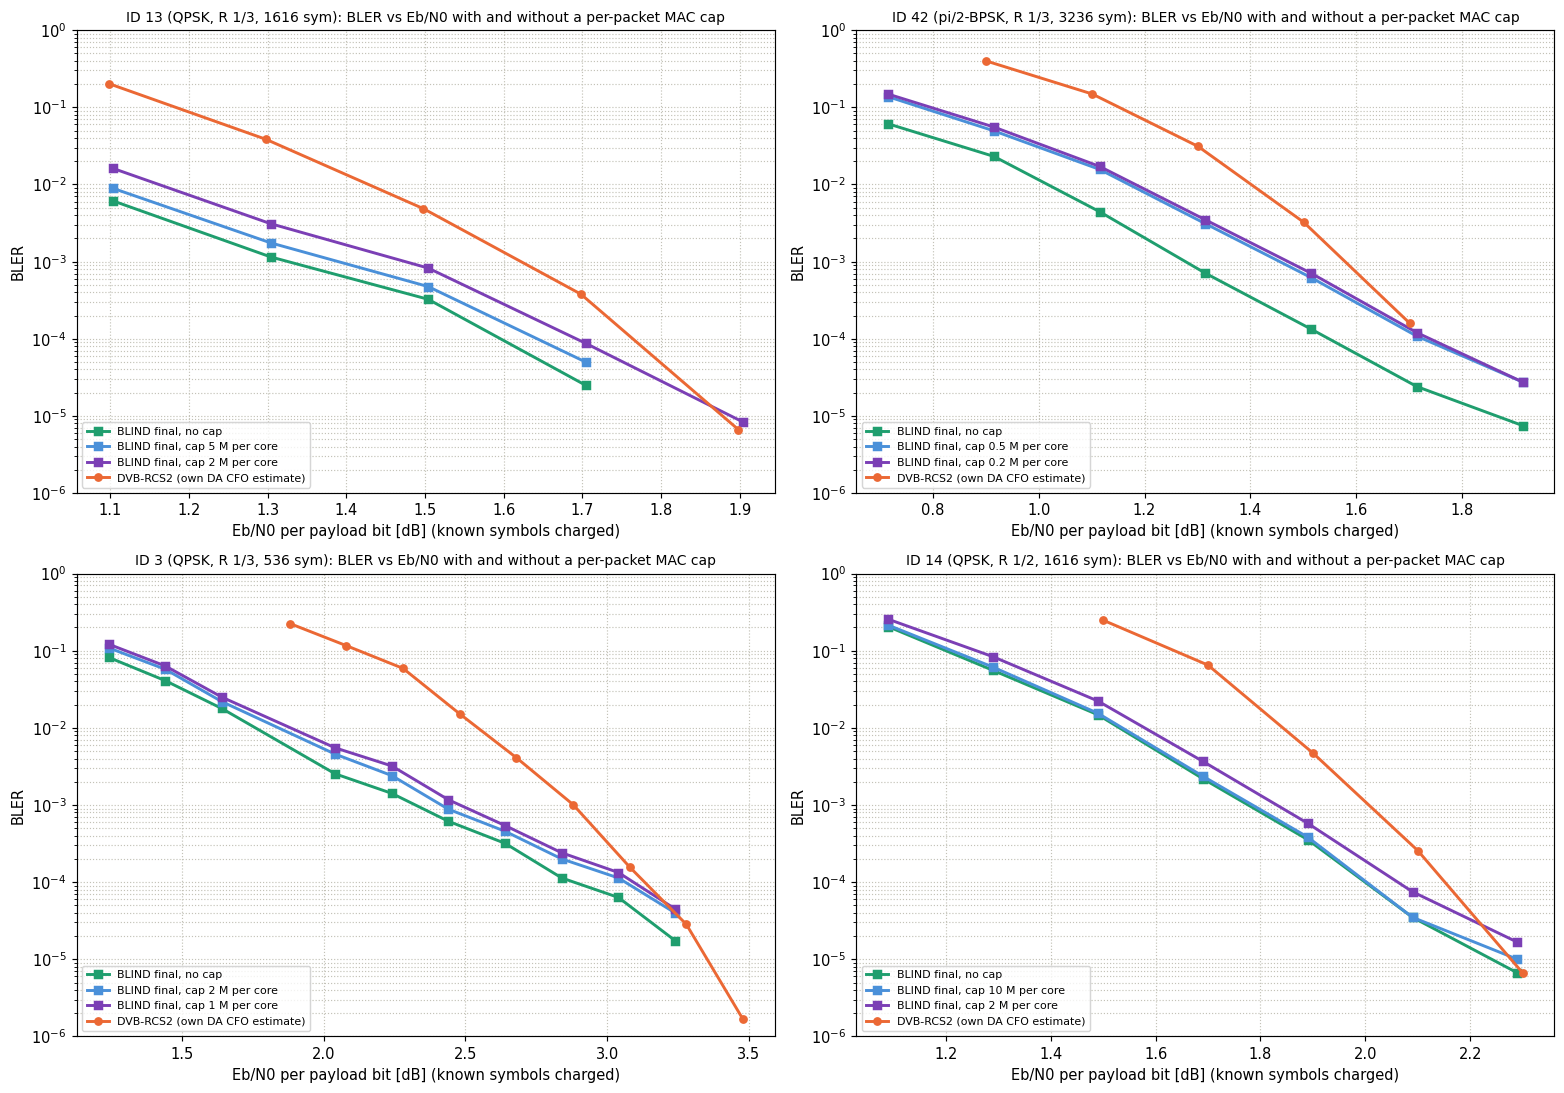 ID 13 (QPSK, R 1/3, 1616 sym): BLER vs Eb/N0 with and without a per-packet MAC cap
10^0
10^-1
10^-2
10^-3
10^-4
10^-5
10^-6
BLER
BLIND final, no cap
BLIND final, cap 5 M per core
BLIND final, cap 2 M per core
DVB-RCS2 (own DA CFO estimate)
1.1 1.2 1.3 1.4 1.5 1.6 1.7 1.8 1.9
Eb/N0 per payload bit [dB] (known symbols charged)
ID 42 (pi/2-BPSK, R 1/3, 3236 sym): BLER vs Eb/N0 with and without a per-packet MAC cap
10^0
10^-1
10^-2
10^-3
10^-4
10^-5
10^-6
BLER
BLIND final, no cap
BLIND final, cap 0.5 M per core
BLIND final, cap 0.2 M per core
DVB-RCS2 (own DA CFO estimate)
0.8 1.0 1.2 1.4 1.6 1.8
Eb/N0 per payload bit [dB] (known symbols charged)
ID 3 (QPSK, R 1/3, 536 sym): BLER vs Eb/N0 with and without a per-packet MAC cap
10^0
10^-1
10^-2
10^-3
10^-4
10^-5
10^-6
BLER
BLIND final, no cap
BLIND final, cap 2 M per core
BLIND final, cap 1 M per core
DVB-RCS2 (own DA CFO estimate)
1.5 2.0 2.5 3.0 3.5
Eb/N0 per payload bit [dB] (known symbols charged)
ID 14 (QPSK, R 1/2, 1616 sym): BLER vs Eb/N0 with and without a per-packet MAC cap
10^0
10^-1
10^-2
10^-3
10^-4
10^-5
10^-6
BLER
BLIND final, no cap
BLIND final, cap 10 M per core
BLIND final, cap 2 M per core
DVB-RCS2 (own DA CFO estimate)
1.2 1.4 1.6 1.8 2.0 2.2
Eb/N0 per payload bit [dB] (known symbols charged)